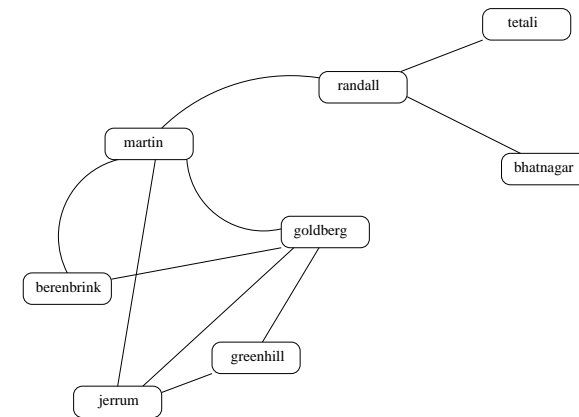 tetali
randall
martin
bhatnagar
goldberg
berenbrink
greenhill
jerrum